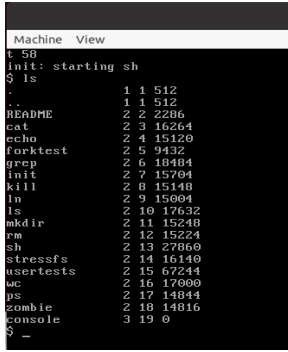 Machine View
t 58
init: starting sh
$ ls
. 1 1 512
.. 1 1 512
README 2 2 2286
cat 2 3 16264
echo 2 4 15120
forktest 2 5 9432
grep 2 6 18484
init 2 7 15704
kill 2 8 15148
ln 2 9 15004
ls 2 10 17632
mkdir 2 11 15248
rm 2 12 15224
sh 2 13 27860
stressfs 2 14 16140
usertests 2 15 67244
wc 2 16 17000
ps 2 17 14844
zombie 2 18 14816
console 3 19 0
$ _